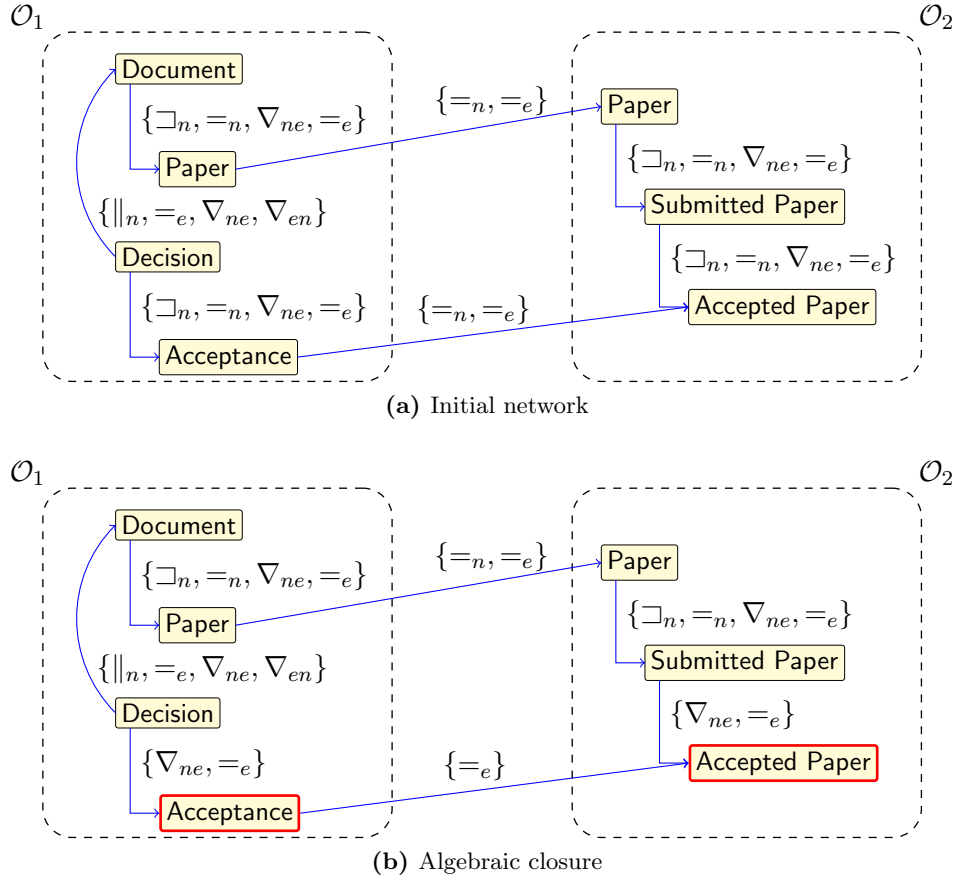 𝒪₁
𝒪₂
Document
{⊐ₙ, =ₙ, ∇ₙₑ, =ₑ}
Paper
{∥ₙ, =ₑ, ∇ₙₑ, ∇ₑₙ}
Decision
{⊐ₙ, =ₙ, ∇ₙₑ, =ₑ}
Acceptance
{=ₙ, =ₑ}
{=ₙ, =ₑ}
Paper
{⊐ₙ, =ₙ, ∇ₙₑ, =ₑ}
Submitted Paper
{⊐ₙ, =ₙ, ∇ₙₑ, =ₑ}
Accepted Paper
(a) Initial network
𝒪₁
𝒪₂
Document
{⊐ₙ, =ₙ, ∇ₙₑ, =ₑ}
Paper
{∥ₙ, =ₑ, ∇ₙₑ, ∇ₑₙ}
Decision
{∇ₙₑ, =ₑ}
Acceptance
{=ₙ, =ₑ}
{=ₑ}
Paper
{⊐ₙ, =ₙ, ∇ₙₑ, =ₑ}
Submitted Paper
{∇ₙₑ, =ₑ}
Accepted Paper
(b) Algebraic closure